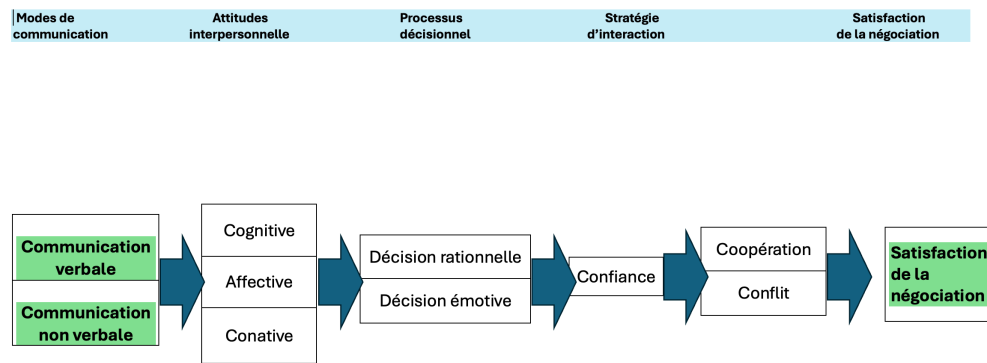 Modes de
communication
Attitudes
interpersonnelle
Processus
décisionnel
Stratégie
d'interaction
Satisfaction
de la négociation
Communication
verbale
Communication
non verbale
Cognitive
Affective
Conative
Décision rationnelle
Décision émotive
Confiance
Coopération
Conflit
Satisfaction
de la
négociation